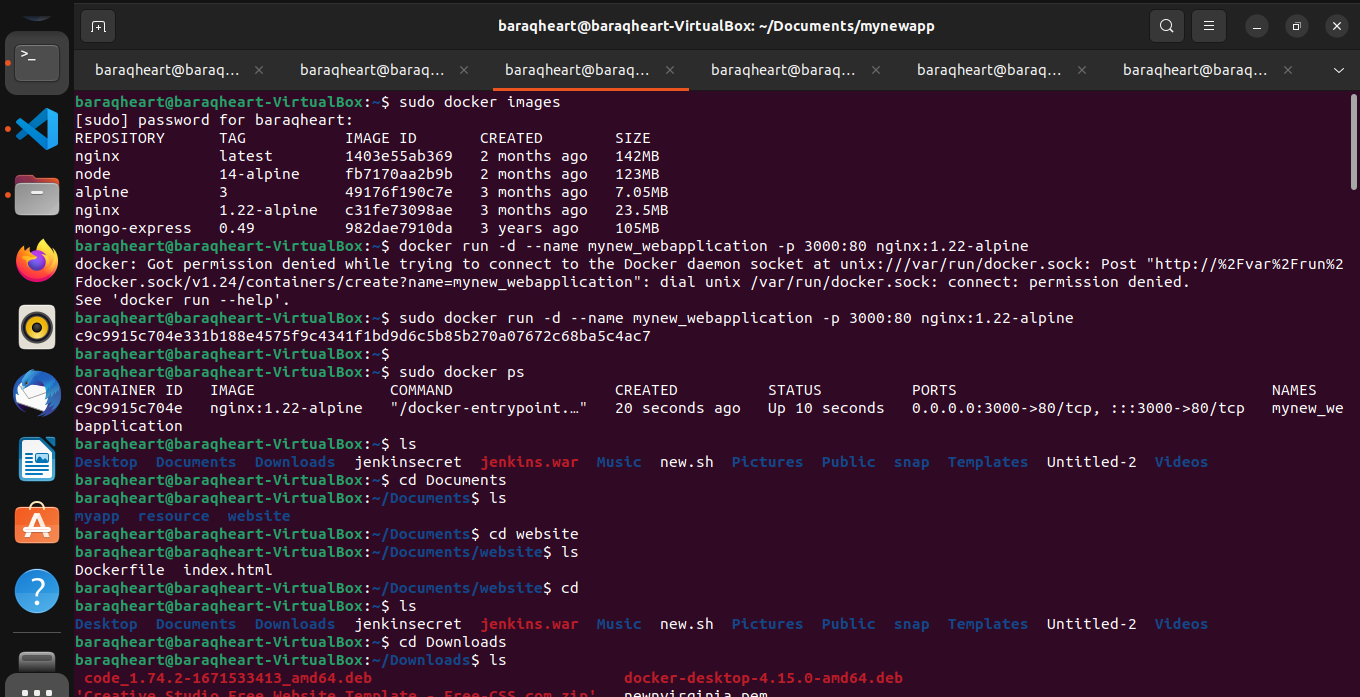 baraqheart@baraqheart-VirtualBox: ~/Documents/mynewapp
baraqheart@baraq... baraqheart@baraq... baraqheart@baraq... baraqheart@baraq... baraqheart@baraq... baraqheart@baraq...
baraqheart@baraqheart-VirtualBox:~$ sudo docker images
[sudo] password for baraqheart:
REPOSITORY TAG IMAGE ID CREATED SIZE
nginx latest 1403e55ab369 2 months ago 142MB
node 14-alpine fb7170aa2b9b 2 months ago 123MB
alpine 3 49176f190c7e 3 months ago 7.05MB
nginx 1.22-alpine c31fe73098ae 3 months ago 23.5MB
mongo-express 0.49 982dae7910da 3 years ago 105MB
baraqheart@baraqheart-VirtualBox:~$ docker run -d --name mynew_webapplication -p 3000:80 nginx:1.22-alpine
docker: Got permission denied while trying to connect to the Docker daemon socket at unix:///var/run/docker.sock: Post "http://%2Fvar%2Frun%2
Fdocker.sock/v1.24/containers/create?name=mynew_webapplication": dial unix /var/run/docker.sock: connect: permission denied.
See 'docker run --help'.
baraqheart@baraqheart-VirtualBox:~$ sudo docker run -d --name mynew_webapplication -p 3000:80 nginx:1.22-alpine
c9c9915c704e331b188e4575f9c4341f1bd9d6c5b85b270a07672c68ba5c4ac7
baraqheart@baraqheart-VirtualBox:~$
baraqheart@baraqheart-VirtualBox:~$ sudo docker ps
CONTAINER ID IMAGE COMMAND CREATED STATUS PORTS NAMES
c9c9915c704e nginx:1.22-alpine "/docker-entrypoint.…" 20 seconds ago Up 10 seconds 0.0.0.0:3000->80/tcp, :::3000->80/tcp mynew_we
bapplication
baraqheart@baraqheart-VirtualBox:~$ ls
Desktop Documents Downloads jenkinsecret jenkins.war Music new.sh Pictures Public snap Templates Untitled-2 Videos
baraqheart@baraqheart-VirtualBox:~$ cd Documents
baraqheart@baraqheart-VirtualBox:~/Documents$ ls
myapp resource website
baraqheart@baraqheart-VirtualBox:~/Documents$ cd website
baraqheart@baraqheart-VirtualBox:~/Documents/website$ ls
Dockerfile index.html
baraqheart@baraqheart-VirtualBox:~/Documents/website$ cd
baraqheart@baraqheart-VirtualBox:~$ ls
Desktop Documents Downloads jenkinsecret jenkins.war Music new.sh Pictures Public snap Templates Untitled-2 Videos
baraqheart@baraqheart-VirtualBox:~$ cd Downloads
baraqheart@baraqheart-VirtualBox:~/Downloads$ ls
code_1.74.2-1671533413_amd64.deb docker-desktop-4.15.0-amd64.deb
'Creative Studio Free Website Template - Free-CSS.com.zip' newnvirginia.pem